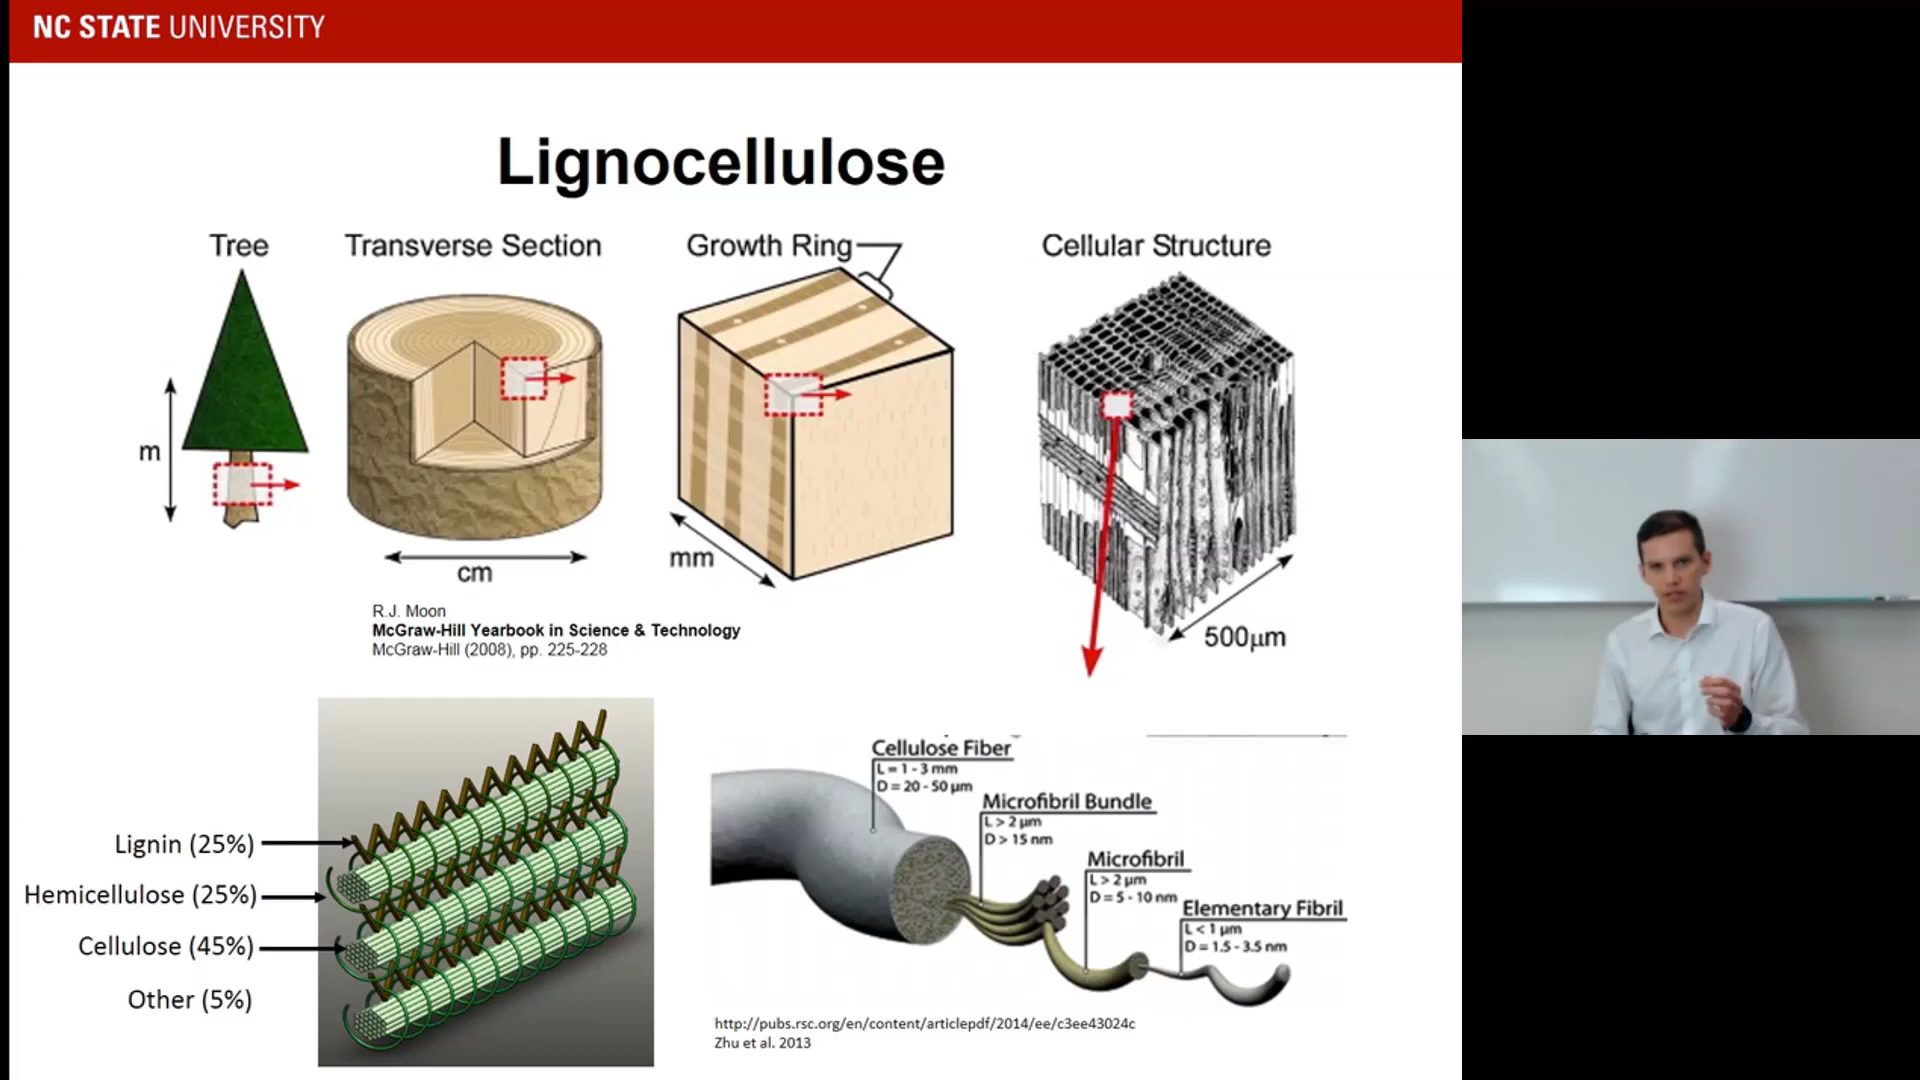 NC STATE UNIVERSITY
Lignocellulose
Tree
Transverse Section
Growth Ring
Cellular Structure
m
cm
mm
500μm
R.J. Moon
McGraw-Hill Yearbook in Science & Technology
McGraw-Hill (2008), pp. 225-228
Lignin (25%)
Hemicellulose (25%)
Cellulose (45%)
Other (5%)
Cellulose Fiber
L = 1 - 3 mm
D = 20 - 50 μm
Microfibril Bundle
L > 2 μm
D > 15 nm
Microfibril
L > 2 μm
D = 5 - 10 nm
Elementary Fibril
L < 1 μm
D = 1.5 - 3.5 nm
http://pubs.rsc.org/en/content/articlepdf/2014/ee/c3ee43024c
Zhu et al. 2013